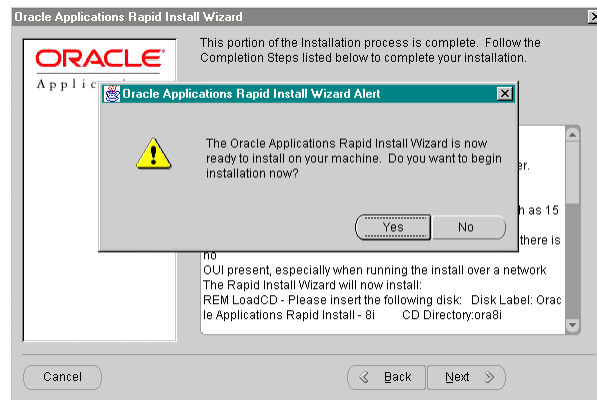 Oracle Applications Rapid Install Wizard
ORACLE
This portion of the Installation process is complete. Follow the
Completion Steps listed below to complete your installation.
Oracle Applications Rapid Install Wizard Alert
The Oracle Applications Rapid Install Wizard is now
ready to install on your machine. Do you want to begin
installation now?
Yes
No
as 15
there is
no
OUI present, especially when running the install over a network
The Rapid Install Wizard will now install:
REM LoadCD - Please insert the following disk: Disk Label: Orac
le Applications Rapid Install - 8i CD Directory:ora8i
Cancel
Back
Next